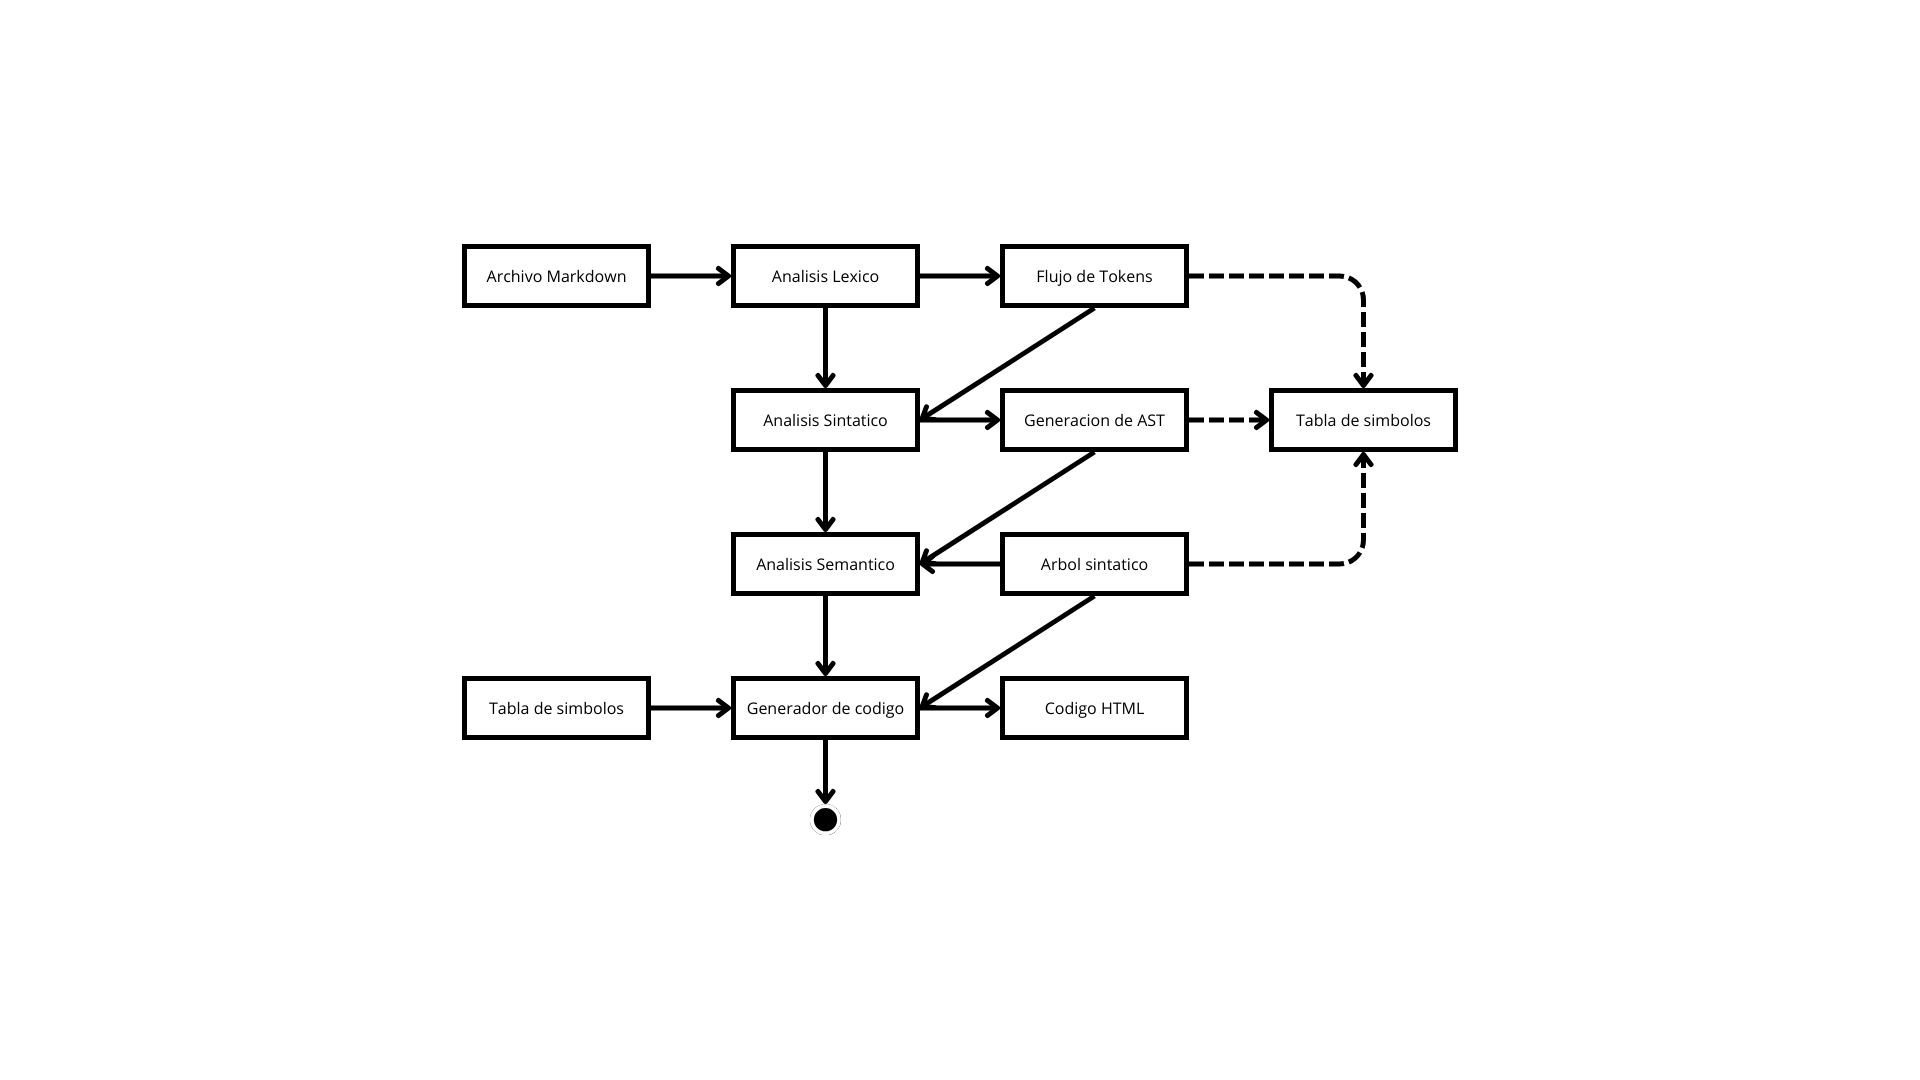 Archivo Markdown
Analisis Lexico
Flujo de Tokens
Analisis Sintatico
Generacion de AST
Tabla de simbolos
Analisis Semantico
Arbol sintatico
Tabla de simbolos
Generador de codigo
Codigo HTML